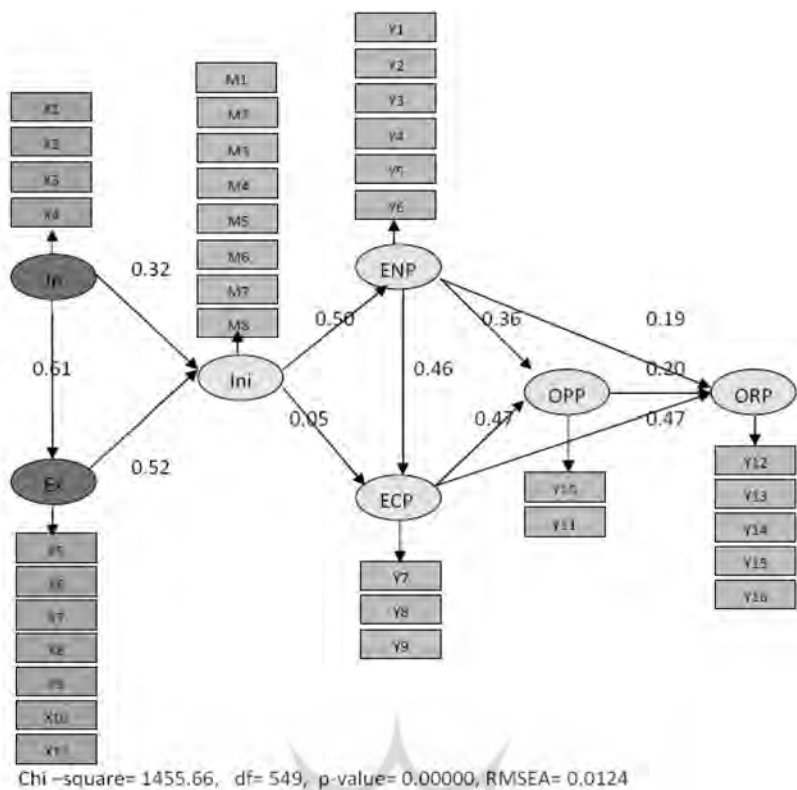 Y1
Y2
Y3
Y4
Y5
Y6
M1
M2
M3
M4
M5
M6
M7
M8
X1
X2
X3
X4
In
0.32
0.61
Ini
0.50
0.05
ENP
0.36
0.19
0.46
0.20
OPP
ORP
0.47
0.47
Ex
0.52
ECP
Y10
Y11
Y12
Y13
Y14
Y15
Y16
X5
X6
X7
X8
X9
X10
X11
Y7
Y8
Y9
Chi –square= 1455.66, df= 549, p-value= 0.00000, RMSEA= 0.0124